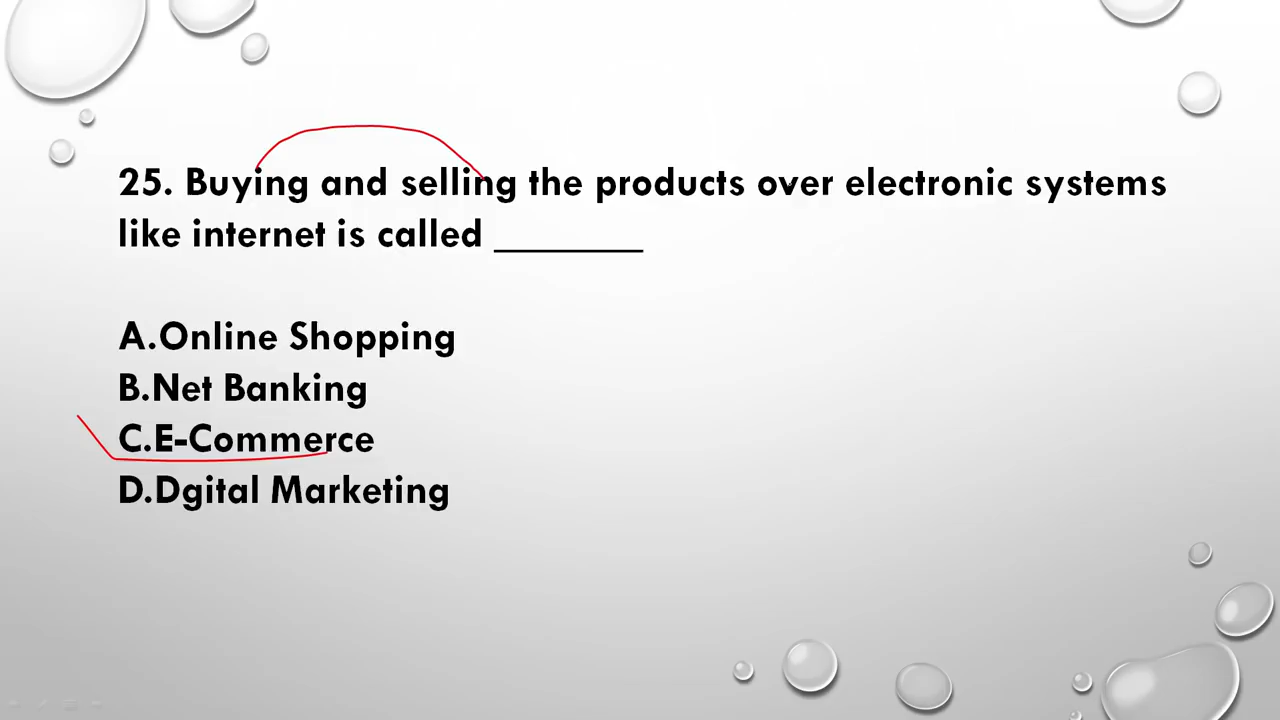 25. Buying and selling the products over electronic systems
like internet is called ________
A.Online Shopping
B.Net Banking
C.E-Commerce
D.Dgital Marketing